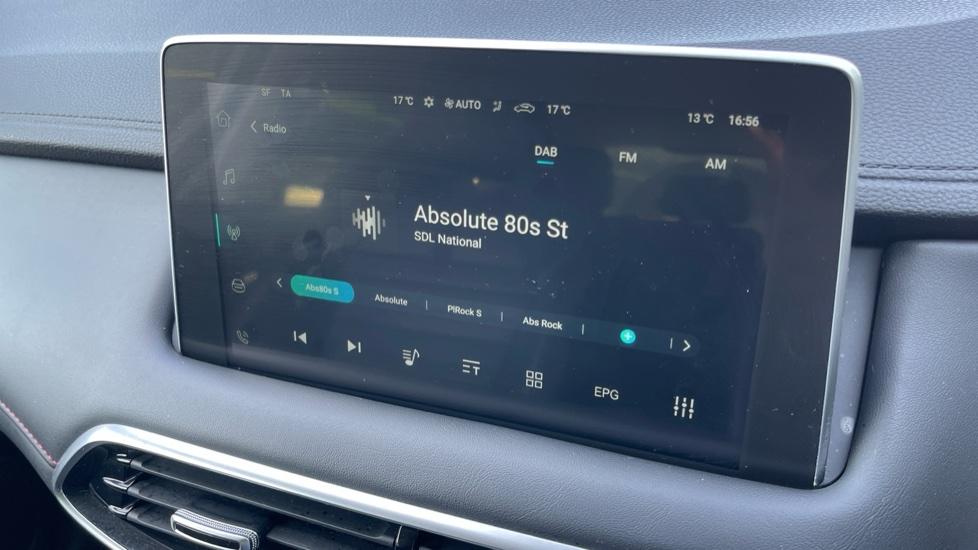 SF TA
17°C AUTO 17°C
13°C 16:56
Radio
DAB FM AM
Absolute 80s St
SDL National
Abs80s S Absolute PlRock S Abs Rock
EPG